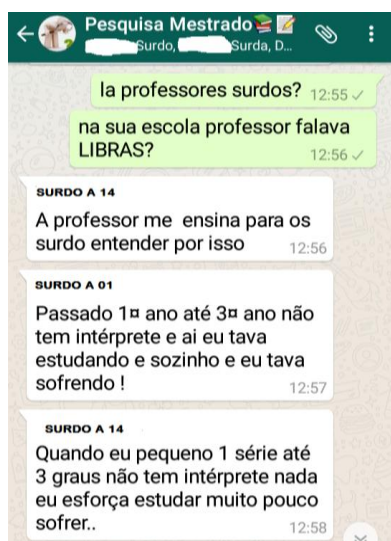 Pesquisa Mestrado📚📝
Surdo, Surda, D...
la professores surdos? 12:55
na sua escola professor falava
LIBRAS? 12:56
SURDO A 14
A professor me ensina para os
surdo entender por isso 12:56
SURDO A 01
Passado 1¤ ano até 3¤ ano não
tem intérprete e ai eu tava
estudando e sozinho e eu tava
sofrendo ! 12:57
SURDO A 14
Quando eu pequeno 1 série até
3 graus não tem intérprete nada
eu esforça estudar muito pouco
sofrer.. 12:58